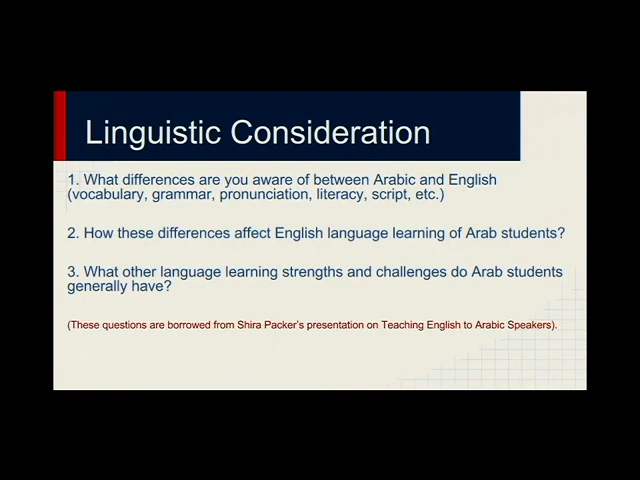 Linguistic Consideration
1. What differences are you aware of between Arabic and English
(vocabulary, grammar, pronunciation, literacy, script, etc.)
2. How these differences affect English language learning of Arab students?
3. What other language learning strengths and challenges do Arab students
generally have?
(These questions are borrowed from Shira Packer's presentation on Teaching English to Arabic Speakers).